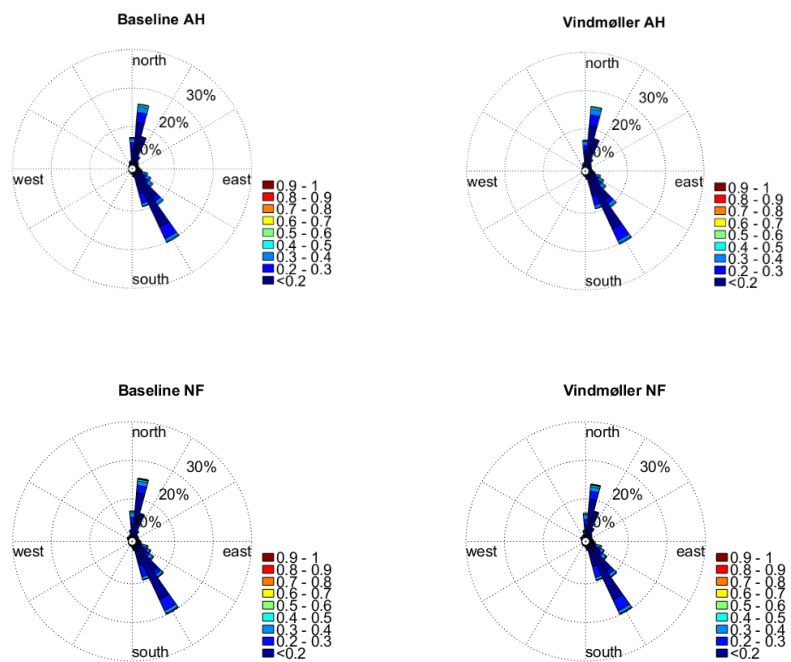 Baseline AH
north
30%
20%
0%
west
east
south
0.9 - 1
0.8 - 0.9
0.7 - 0.8
0.6 - 0.7
0.5 - 0.6
0.4 - 0.5
0.3 - 0.4
0.2 - 0.3
<0.2
Vindmøller AH
north
30%
20%
0%
west
east
south
0.9 - 1
0.8 - 0.9
0.7 - 0.8
0.6 - 0.7
0.5 - 0.6
0.4 - 0.5
0.3 - 0.4
0.2 - 0.3
<0.2
Baseline NF
north
30%
20%
0%
west
east
south
0.9 - 1
0.8 - 0.9
0.7 - 0.8
0.6 - 0.7
0.5 - 0.6
0.4 - 0.5
0.3 - 0.4
0.2 - 0.3
<0.2
Vindmøller NF
north
30%
20%
0%
west
east
south
0.9 - 1
0.8 - 0.9
0.7 - 0.8
0.6 - 0.7
0.5 - 0.6
0.4 - 0.5
0.3 - 0.4
0.2 - 0.3
<0.2